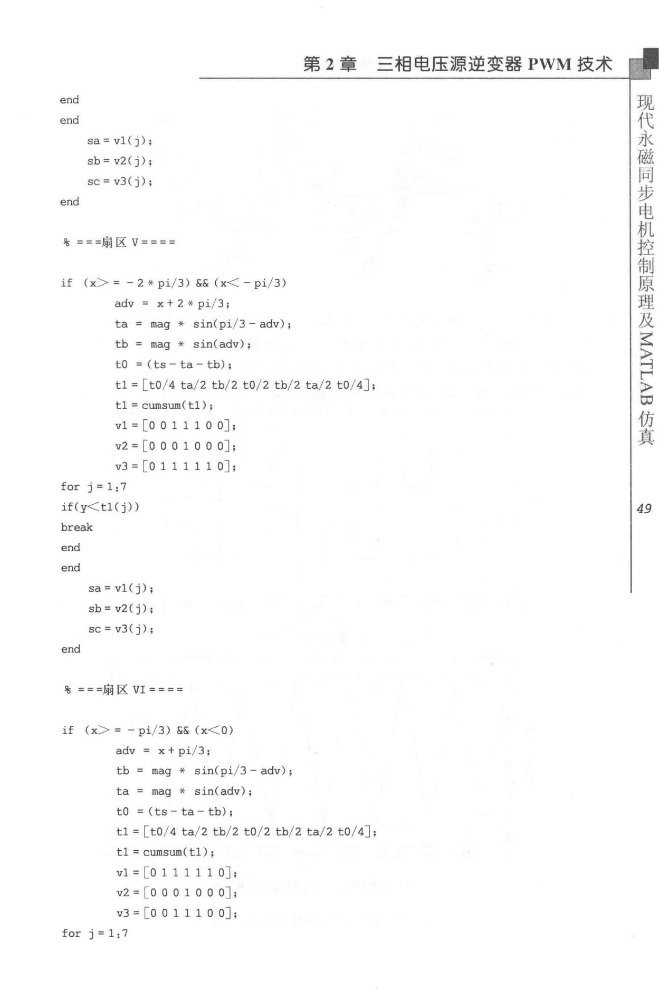 第 2 章 三相电压源逆变器 PWM 技术
end
end
sa = v1(j);
sb = v2(j);
sc = v3(j);
end
% ===扇区 V====
if (x>= -2*pi/3) && (x<-pi/3)
adv = x+2*pi/3;
ta = mag * sin(pi/3-adv);
tb = mag * sin(adv);
t0 =(ts-ta-tb);
t1=[t0/4 ta/2 tb/2 t0/2 tb/2 ta/2 t0/4];
t1=cumsum(t1);
v1=[0 0 1 1 1 0 0];
v2=[0 0 0 1 0 0 0];
v3=[0 1 1 1 1 1 0];
for j=1:7
if(y<t1(j))
break
end
end
sa=v1(j);
sb=v2(j);
sc=v3(j);
end
% ===扇区 VI====
if (x>= -pi/3) && (x<0)
adv = x+pi/3;
tb = mag * sin(pi/3-adv);
ta = mag * sin(adv);
t0 =(ts-ta-tb);
t1=[t0/4 ta/2 tb/2 t0/2 tb/2 ta/2 t0/4];
t1=cumsum(t1);
v1=[0 1 1 1 1 1 0];
v2=[0 0 0 1 0 0 0];
v3=[0 0 1 1 1 0 0];
for j=1:7
现代永磁同步电机控制原理及MATLAB仿真
49